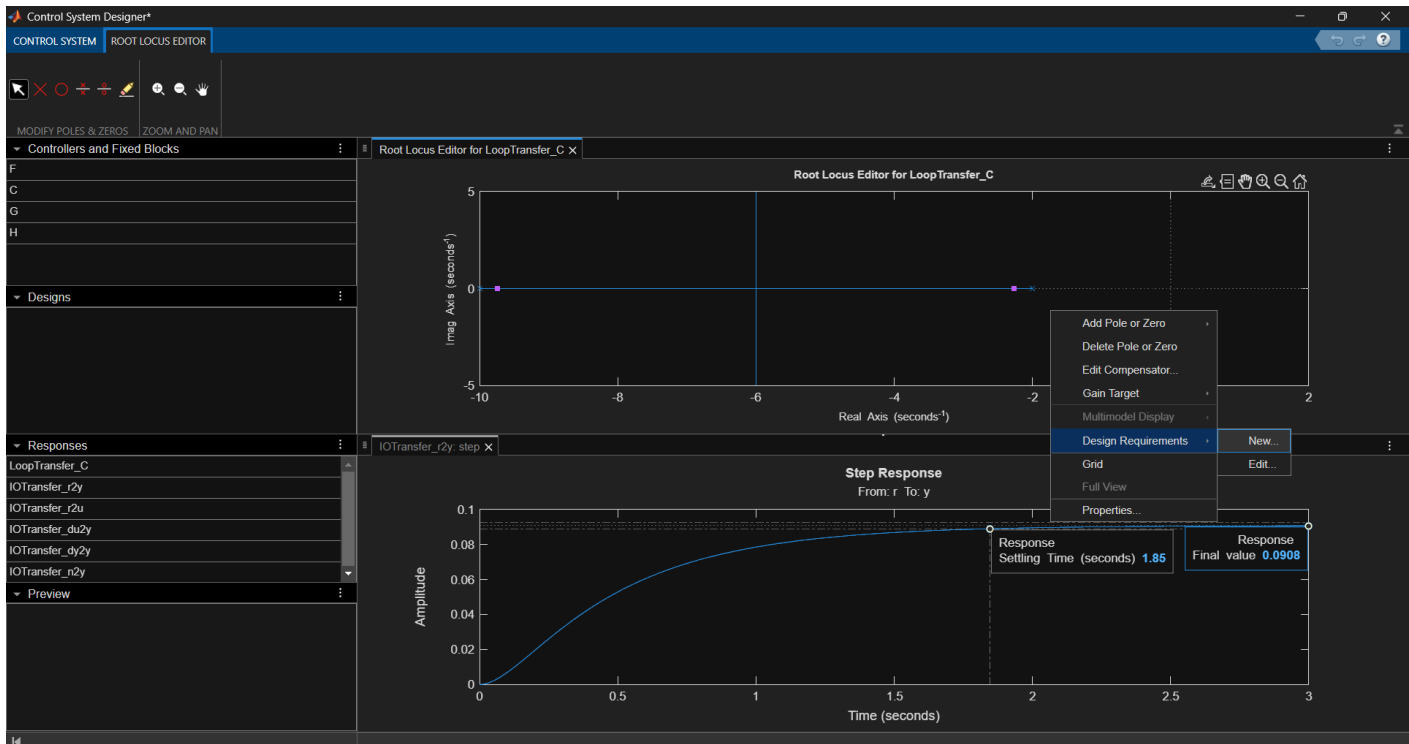 Control System Designer*
CONTROL SYSTEM
ROOT LOCUS EDITOR
?
MODIFY POLES & ZEROS
ZOOM AND PAN
Controllers and Fixed Blocks
F
C
G
H
Designs
Responses
LoopTransfer_C
IOTransfer_r2y
IOTransfer_r2u
IOTransfer_du2y
IOTransfer_dy2y
IOTransfer_n2y
Preview
Root Locus Editor for LoopTransfer_C
Root Locus Editor for LoopTransfer_C
5
0
-5
Imag Axis (seconds⁻¹)
-10 -8 -6 -4 -2 2
Real Axis (seconds⁻¹)
Add Pole or Zero
Delete Pole or Zero
Edit Compensator...
Gain Target
Multimodel Display
Design Requirements
Grid
Full View
Properties...
New...
Edit...
IOTransfer_r2y: step
Step Response
From: r To: y
0.1
0.08
0.06
0.04
0.02
0
Amplitude
Response
Settling Time (seconds) 1.85
Response
Final value 0.0908
0 0.5 1 1.5 2 2.5 3
Time (seconds)